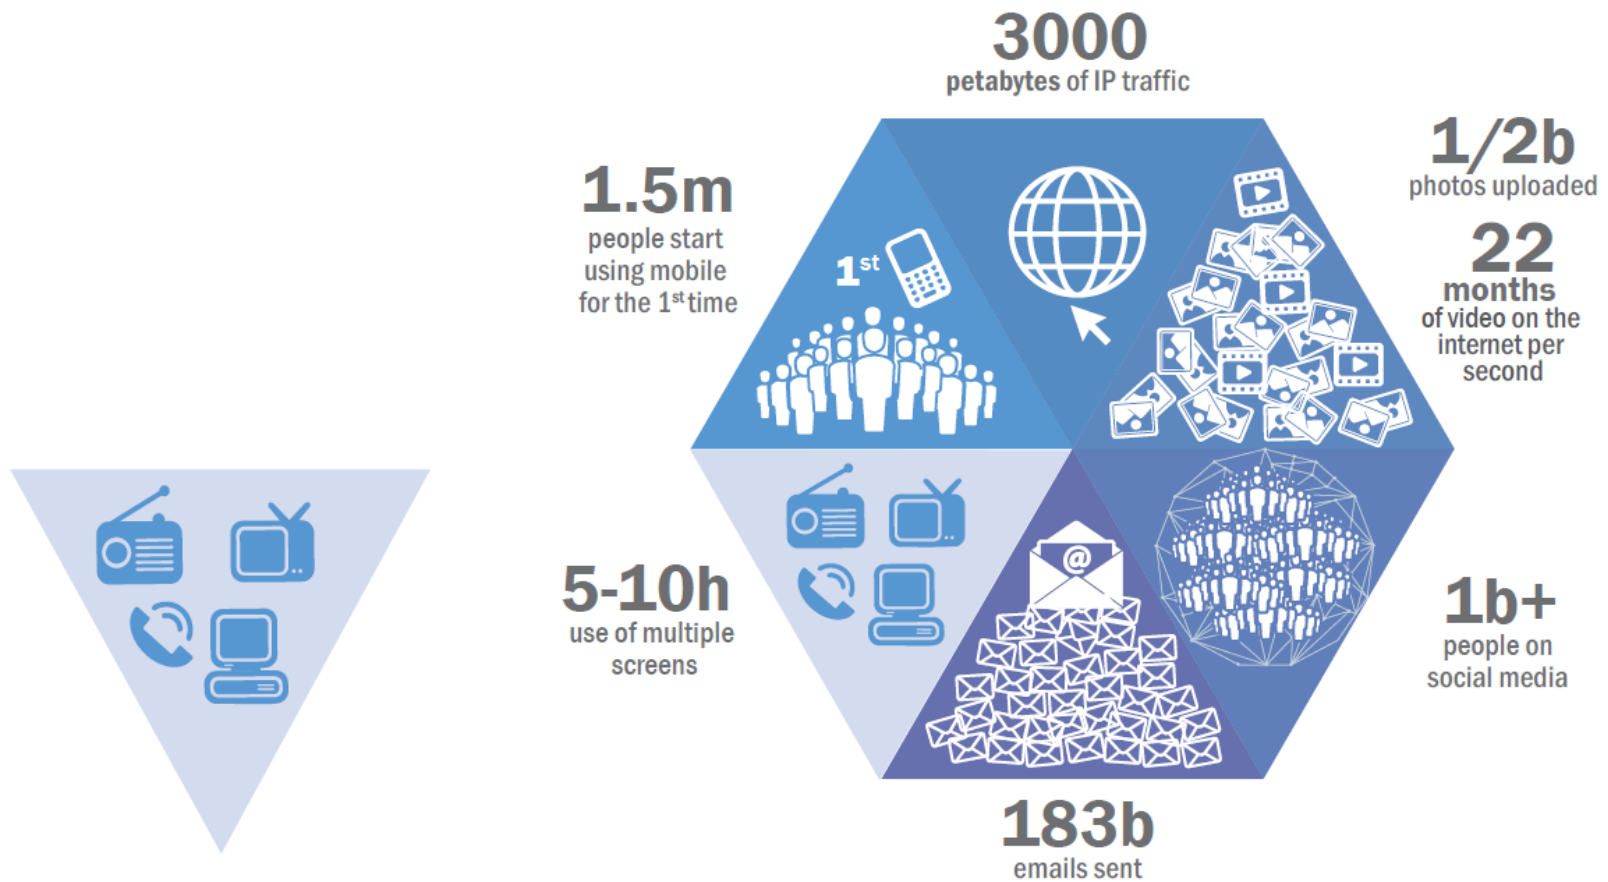 3000
petabytes of IP traffic
1/2b
photos uploaded
22
months
of video on the
internet per
second
1.5m
people start
using mobile
for the 1st time
1st
5-10h
use of multiple
screens
@
1b+
people on
social media
183b
emails sent